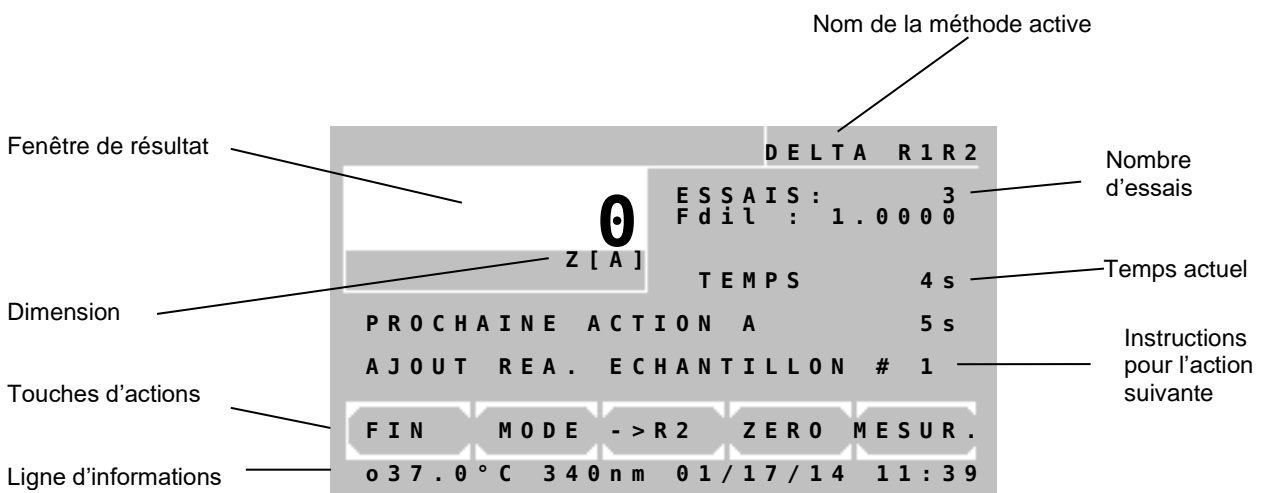 Nom de la méthode active
Fenêtre de résultat
DELTA R1R2
Nombre
d'essais
ESSAIS: 3
Fdil : 1.0000
0
Z[A]
Temps actuel
TEMPS 4s
Dimension
PROCHAINE ACTION A 5s
Instructions
pour l'action
suivante
AJOUT REA. ECHANTILLON # 1
Touches d'actions
FIN MODE ->R2 ZERO MESUR.
Ligne d'informations
o37.0°C 340nm 01/17/14 11:39